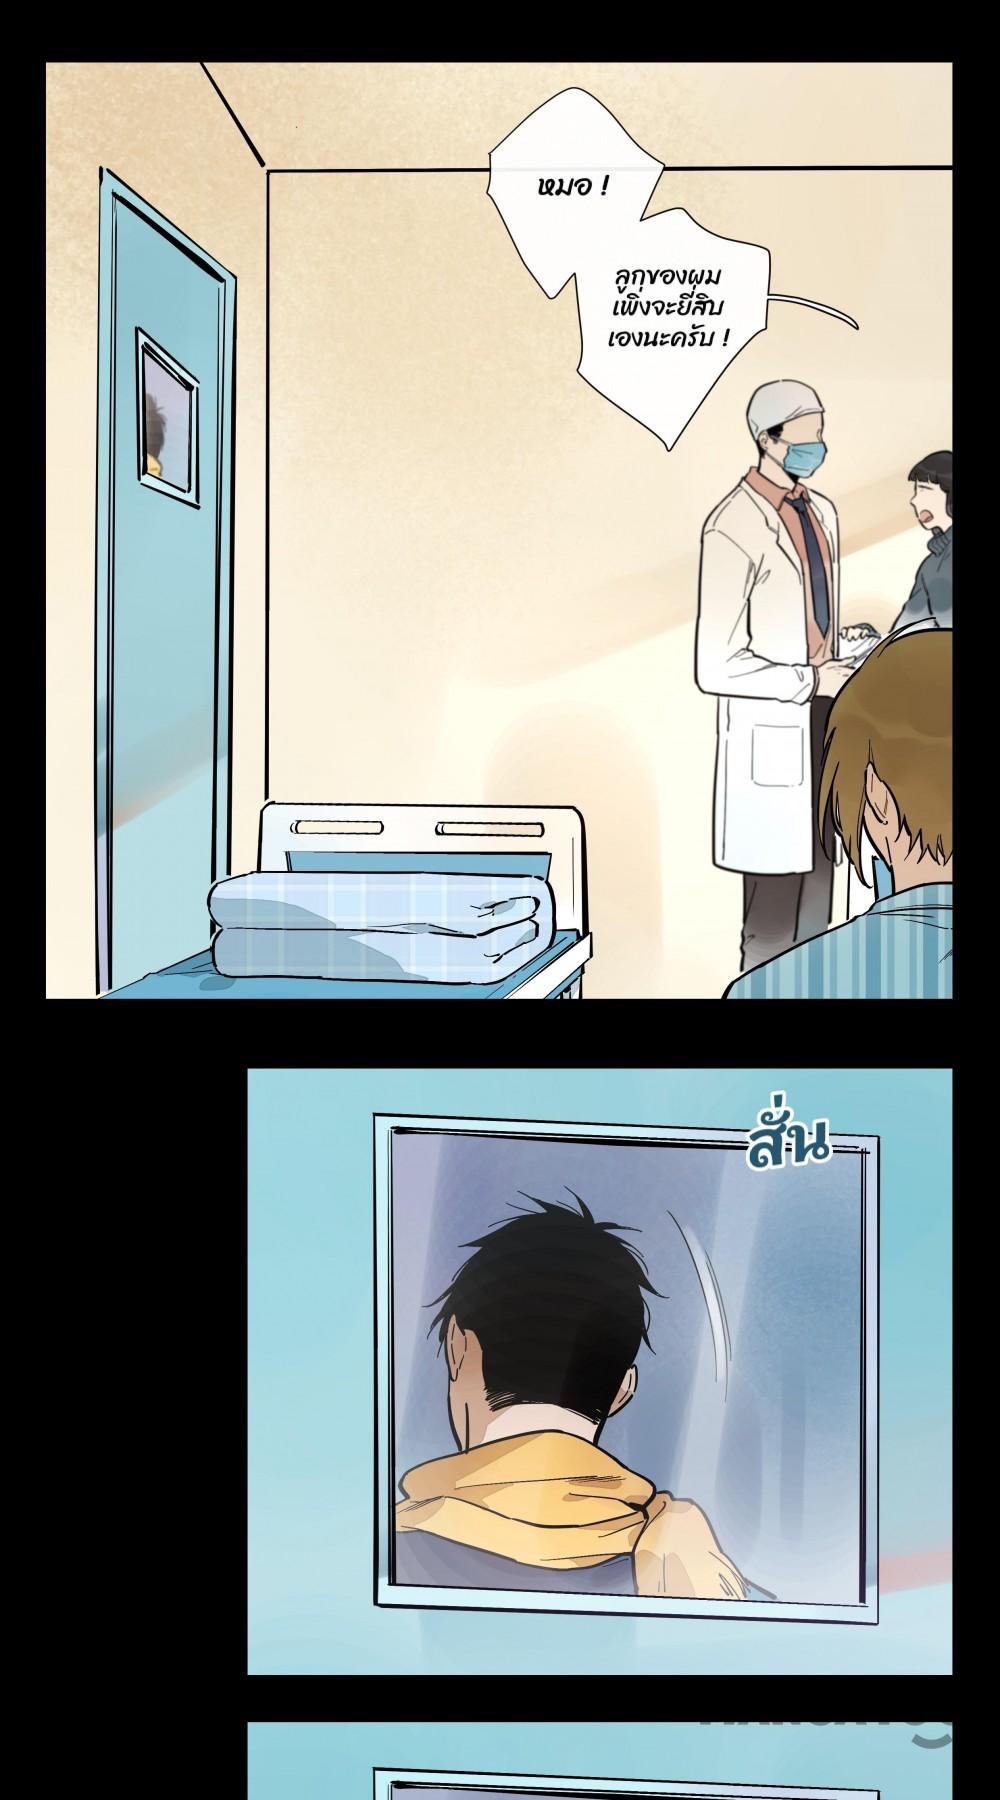 หมอ !
ลูกของผม
เพิ่งจะยี่สิบ
เองนะครับ !
สั่น